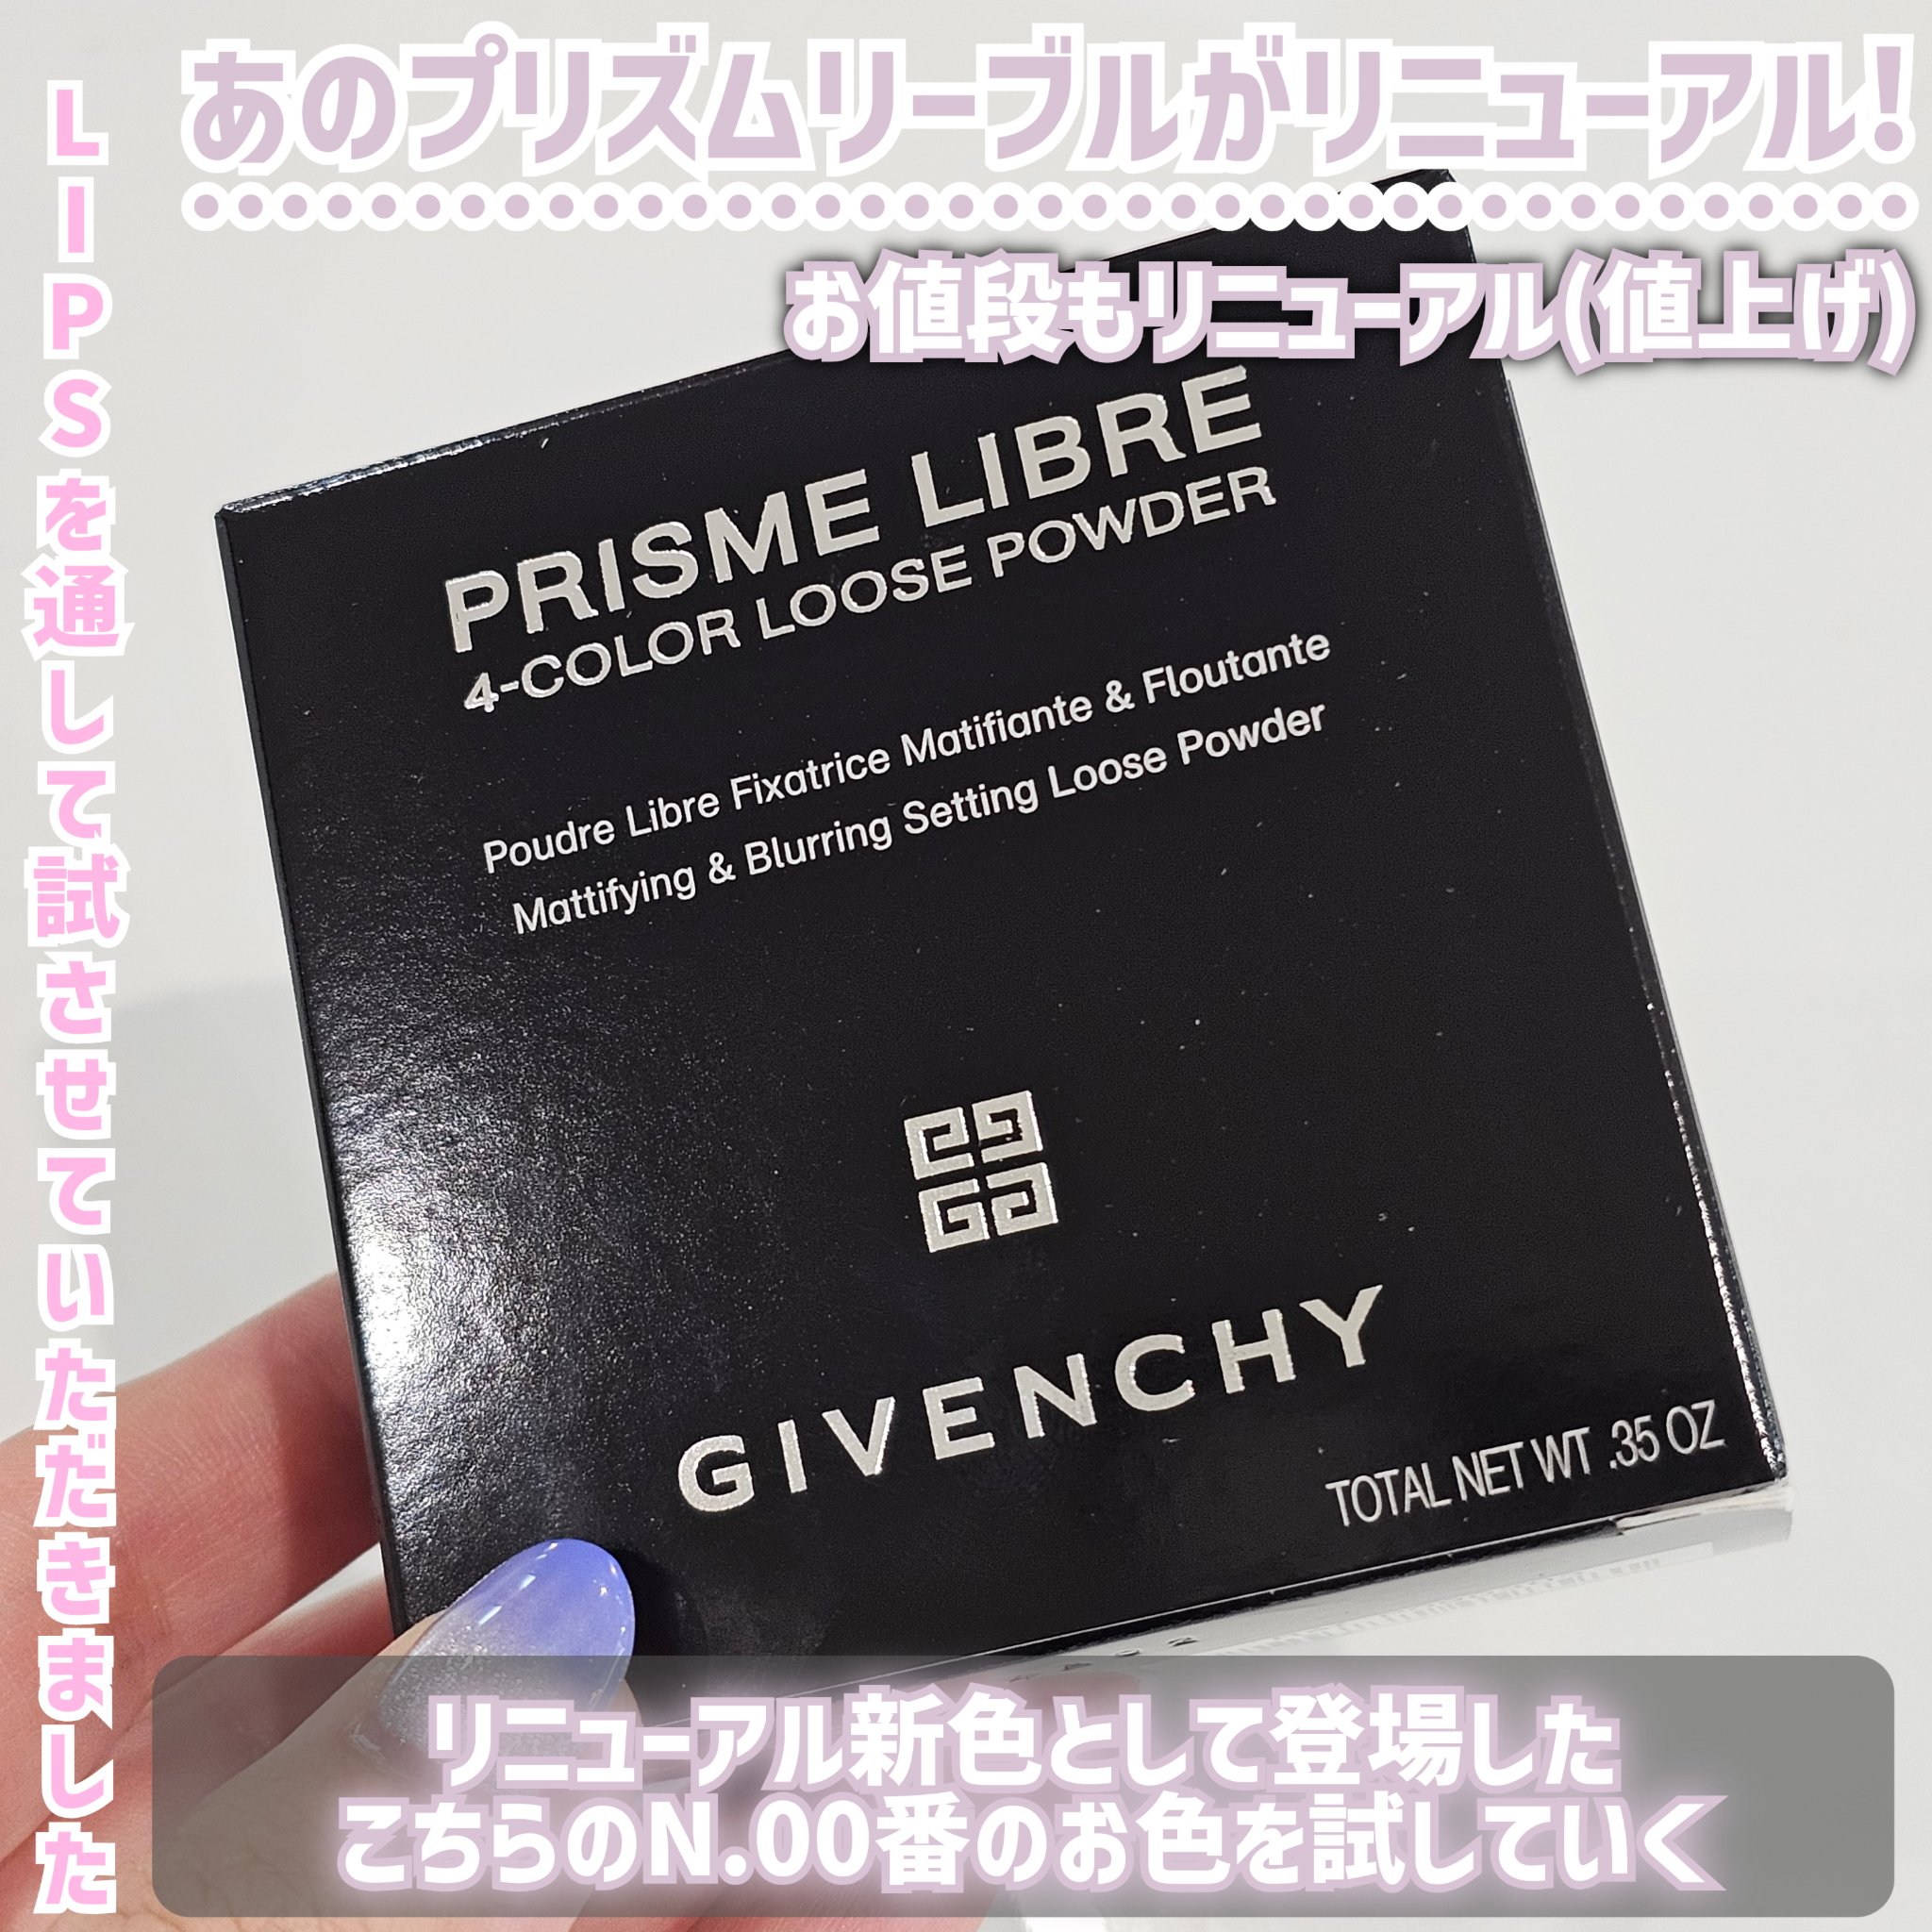 あのプリズムリーブルがリニューアル!
お値段もリニューアル(値上げ)
LIPSを通して試させていただきました
PRISME LIBRE
4-COLOR LOOSE POWDER
Poudre Libre Fixatrice Matifiante & Floutante
Mattifying & Blurring Setting Loose Powder
GIVENCHY
TOTAL NET WT .35 OZ
リニューアル新色として登場した
こちらのN.00番のお色を試していく